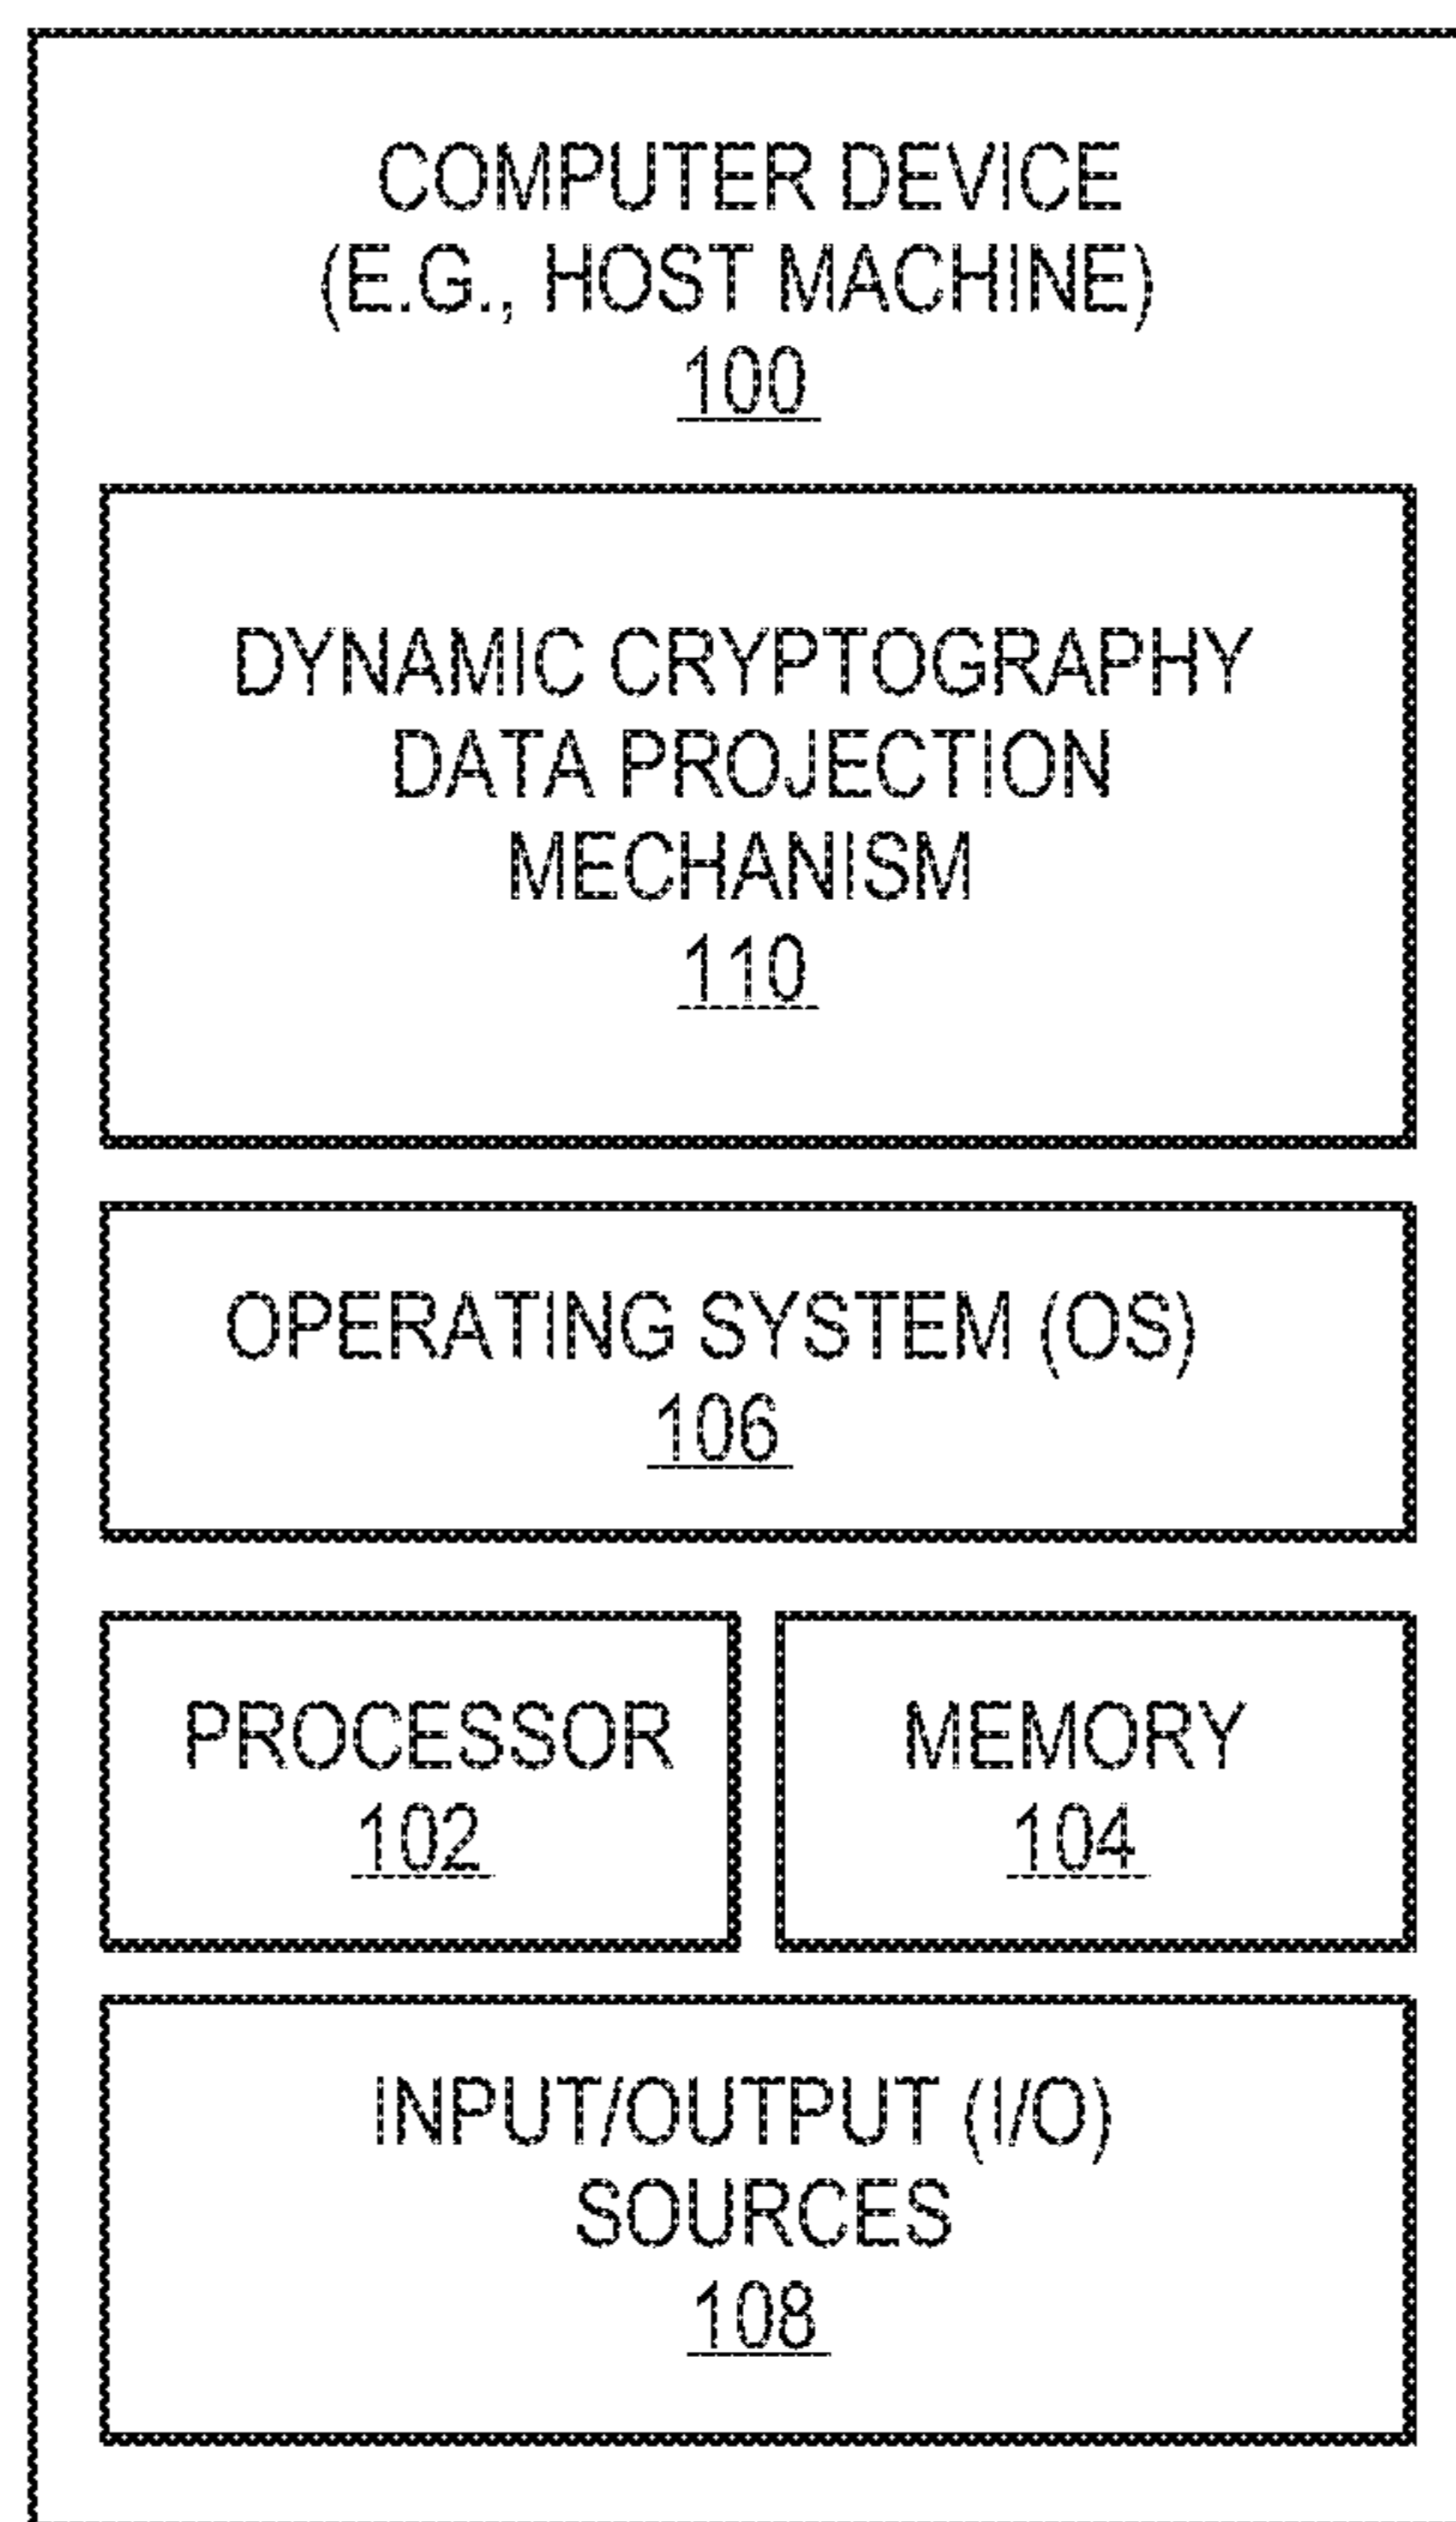 COMPUTER DEVICE
(E.G., HOST MACHINE)
100
DYNAMIC CRYPTOGRAPHY
DATA PROJECTION
MECHANISM
110
OPERATING SYSTEM (OS)
106
PROCESSOR
102
MEMORY
104
INPUT/OUTPUT (I/O)
SOURCES
108